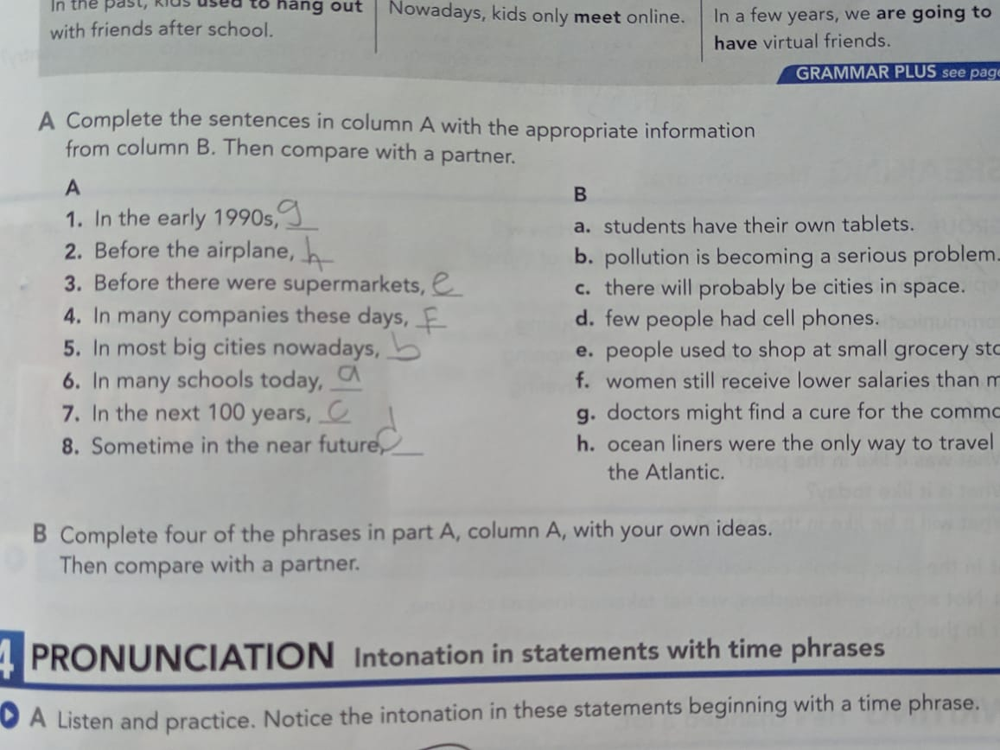 In the past, kids used to hang out
with friends after school.
Nowadays, kids only meet online.
In a few years, we are going to
have virtual friends.
GRAMMAR PLUS see page
A Complete the sentences in column A with the appropriate information
from column B. Then compare with a partner.
A
1. In the early 1990s, g
2. Before the airplane, h
3. Before there were supermarkets, e
4. In many companies these days, F
5. In most big cities nowadays, b
6. In many schools today, a
7. In the next 100 years, c
8. Sometime in the near future, d
B
a. students have their own tablets.
b. pollution is becoming a serious problem.
c. there will probably be cities in space.
d. few people had cell phones.
e. people used to shop at small grocery
f. women still receive lower salaries than
g. doctors might find a cure for the
h. ocean liners were the only way to travel
the Atlantic.
B Complete four of the phrases in part A, column A, with your own ideas.
Then compare with a partner.
4 PRONUNCIATION Intonation in statements with time phrases
A Listen and practice. Notice the intonation in these statements beginning with a time phrase.